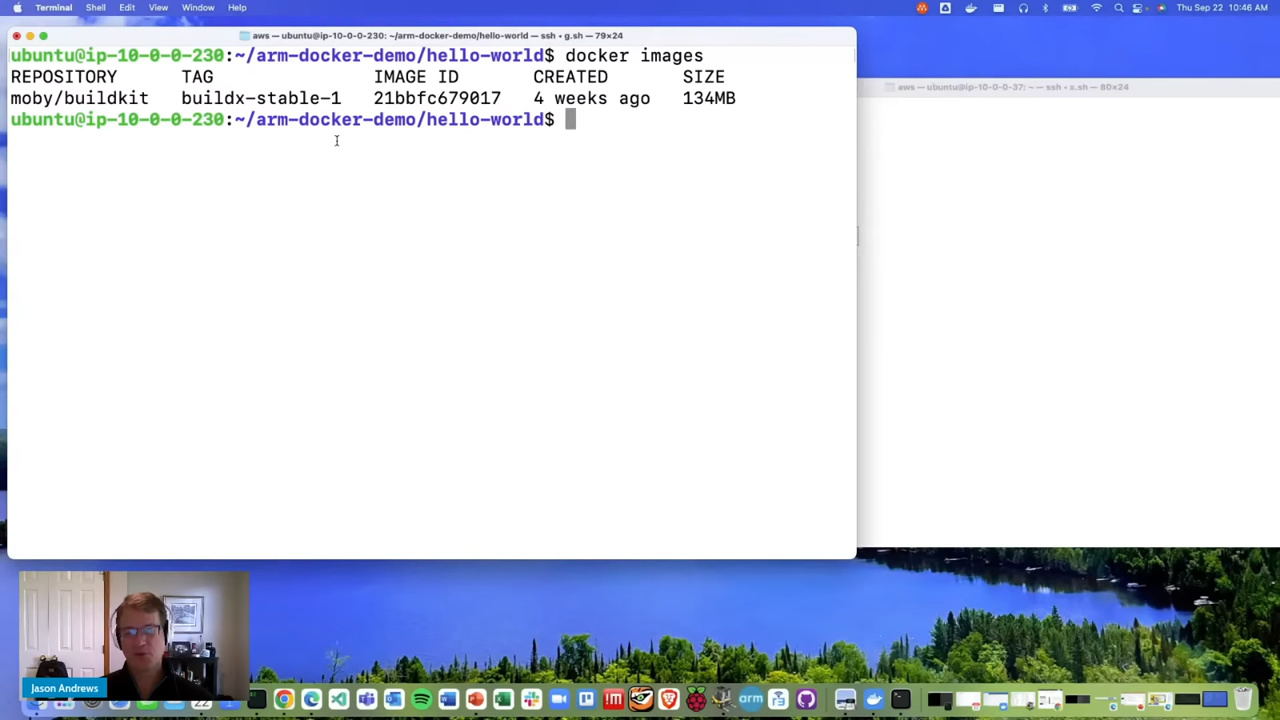 Terminal Shell Edit View Window Help Thu Sep 22 10:46 AM
aws — ubuntu@ip-10-0-0-230: ~/arm-docker-demo/hello-world — ssh ‹ g.sh — 79×24
ubuntu@ip-10-0-0-230:~/arm-docker-demo/hello-world$ docker images
REPOSITORY TAG IMAGE ID CREATED SIZE
moby/buildkit buildx-stable-1 21bbfc679017 4 weeks ago 134MB
ubuntu@ip-10-0-0-230:~/arm-docker-demo/hello-world$
aws — ubuntu@ip-10-0-0-37: ~ — ssh ‹ x.sh — 80×24
Jason Andrews
22
arm